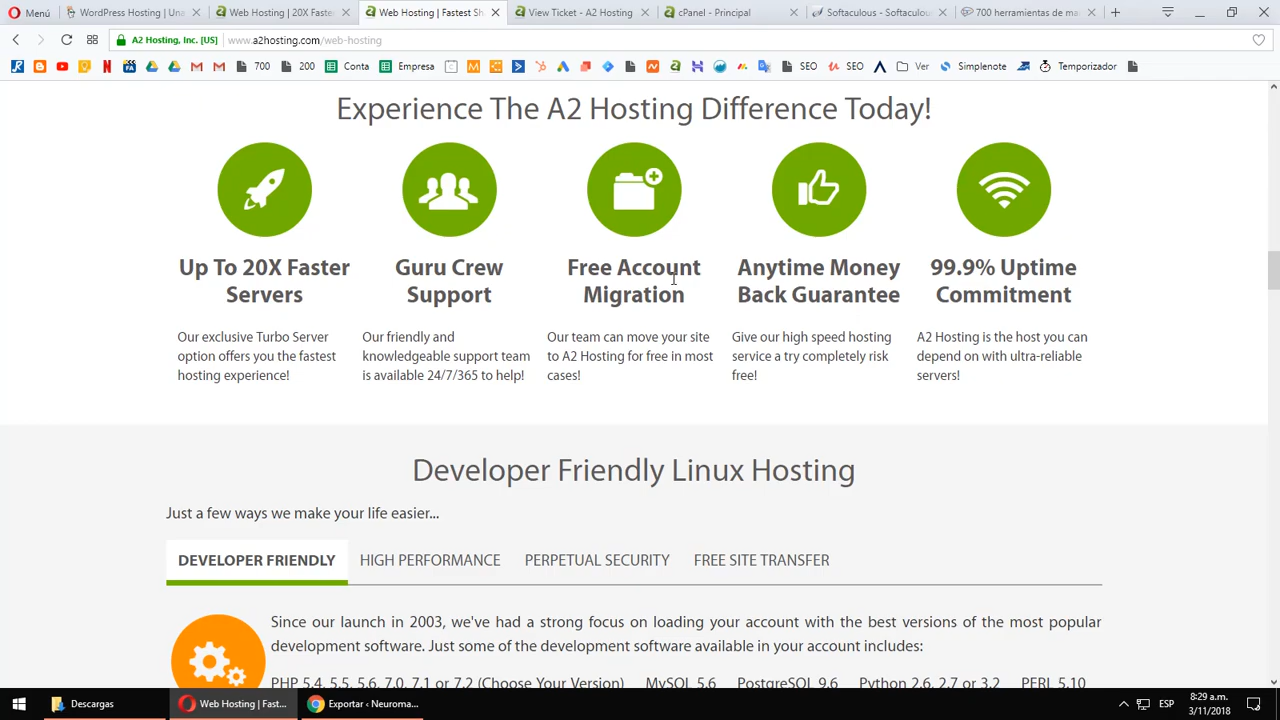 Menú
WordPress Hosting | Una
Web Hosting | 20X Faste
Web Hosting | Fastest Sh
View Ticket - A2 Hosting
cPanel - Principal
Softaculous - Softaculou
700 herramientas de ma
A2 Hosting, Inc. [US]
www.a2hosting.com/web-hosting
700
200
Conta
Empresa
SEO
SEO
Ver
Simplenote
Temporizador
Experience The A2 Hosting Difference Today!
Up To 20X Faster
Servers
Our exclusive Turbo Server
option offers you the fastest
hosting experience!
Guru Crew
Support
Our friendly and
knowledgeable support team
is available 24/7/365 to help!
Free Account
Migration
Our team can move your site
to A2 Hosting for free in most
cases!
Anytime Money
Back Guarantee
Give our high speed hosting
service a try completely risk
free!
99.9% Uptime
Commitment
A2 Hosting is the host you can
depend on with ultra-reliable
servers!
Developer Friendly Linux Hosting
Just a few ways we make your life easier...
DEVELOPER FRIENDLY
HIGH PERFORMANCE
PERPETUAL SECURITY
FREE SITE TRANSFER
Since our launch in 2003, we've had a strong focus on loading your account with the best versions of the most popular
development software. Just some of the development software available in your account includes:
PHP 5.4, 5.5, 5.6, 7.0, 7.1 or 7.2 (Choose Your Version) MySQL 5.6 PostgreSQL 9.6 Python 2.6, 2.7 or 3.2 PERL 5.10
Descargas
Web Hosting | Fast...
Exportar ‹ Neuroma...
ESP
8:29 a.m.
3/11/2018